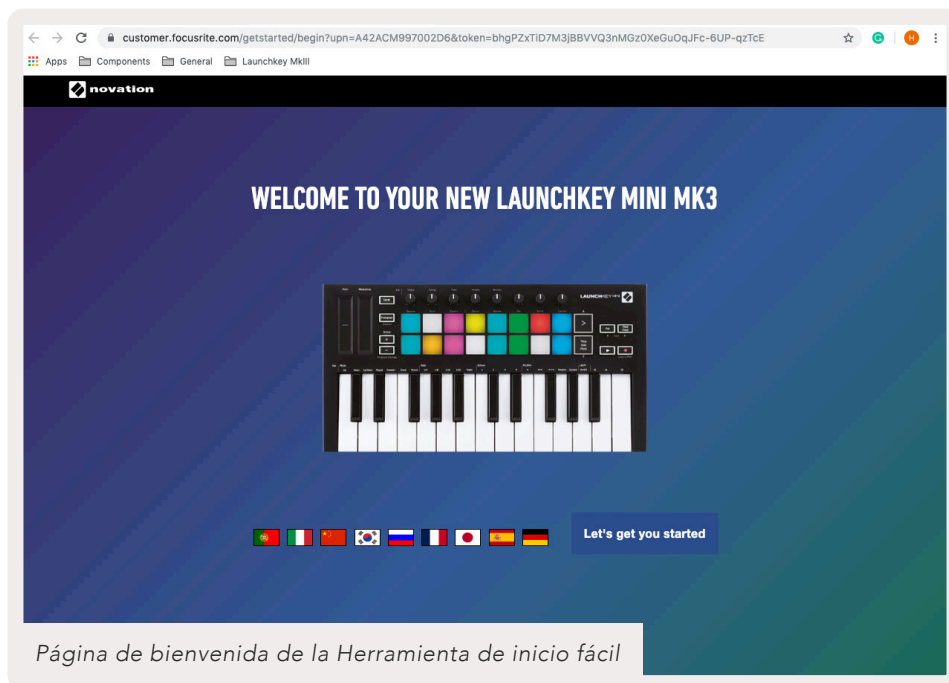 customer.focusrite.com/getstarted/begin?upn=A42ACM997002D6&token=bhgPZxTiD7M3jBBVVQ3nMGz0XeGuOqJFc-6UP-qzTcE
H
Apps Components General Launchkey MkIII
novation
WELCOME TO YOUR NEW LAUNCHKEY MINI MK3
LAUNCHKEY
Let's get you started
Página de bienvenida de la Herramienta de inicio fácil